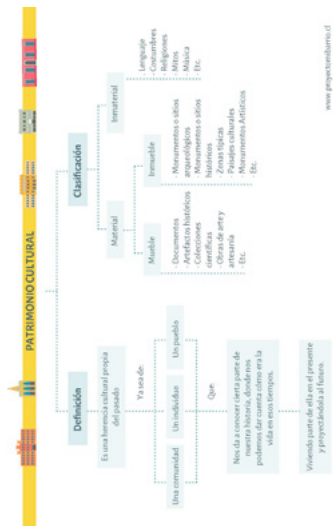 PATRIMONIO CULTURAL
Definición
Es una herencia cultural propia
del pasado
Ya sea de:
Una comunidad
Un individuo
Un pueblo
Que
Nos da a conocer cierta parte de
nuestra historia, donde nos
podemos dar cuenta cómo era la
vida en esos tiempos.
Viviendo parte de ella en el presente
y proyectándola al futuro.
Clasificación
Material
Mueble
- Documentos
- Artefactos históricos
- Colecciones
científicas
- Obras de arte y
artesanía
- Etc.
Inmueble
- Monumentos o sitios
arqueológicos
- Monumentos o sitios
históricos
- Zonas típicas
- Paisajes culturales
Monumentos Artísticos
- Etc.
Inmaterial
- Lenguaje
- Costumbres
- Religiones
- Mitos
- Música
- Etc.
www.proyectomibarrio.cl